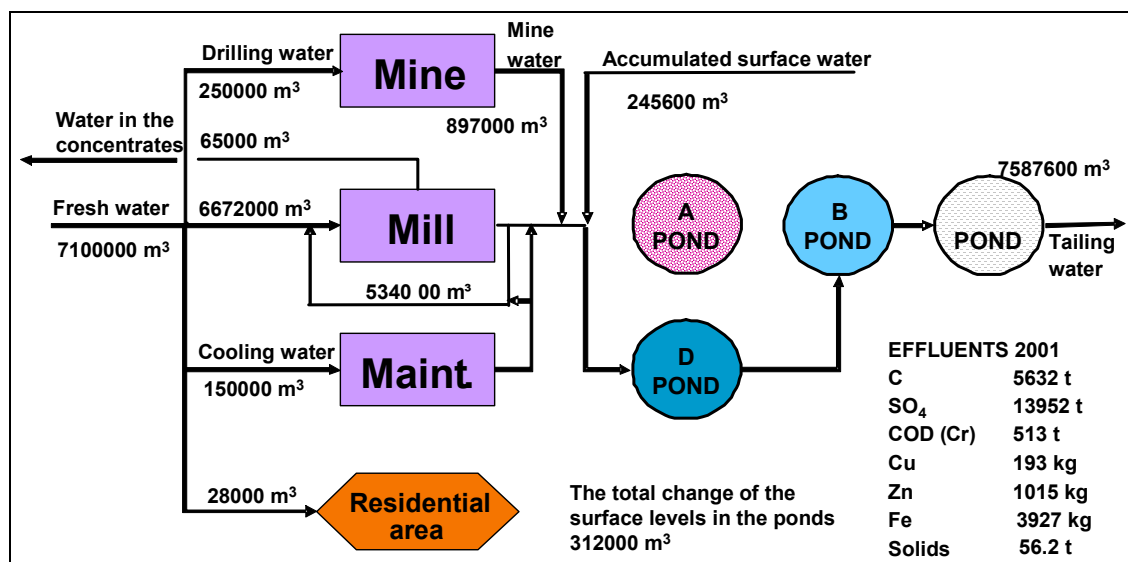 Drilling water
250000 m³
Mine
Mine
water
897000 m³
Accumulated surface water
245600 m³
Water in the
concentrates
65000 m³
Fresh water
7100000 m³
6672000 m³
Mill
5340 00 m³
A
POND
B
POND
POND
7587600 m³
Tailing
water
Cooling water
150000 m³
Maint.
D
POND
28000 m³
Residential
area
The total change of the
surface levels in the ponds
312000 m³
EFFLUENTS 2001
C 5632 t
SO₄ 13952 t
COD (Cr) 513 t
Cu 193 kg
Zn 1015 kg
Fe 3927 kg
Solids 56.2 t